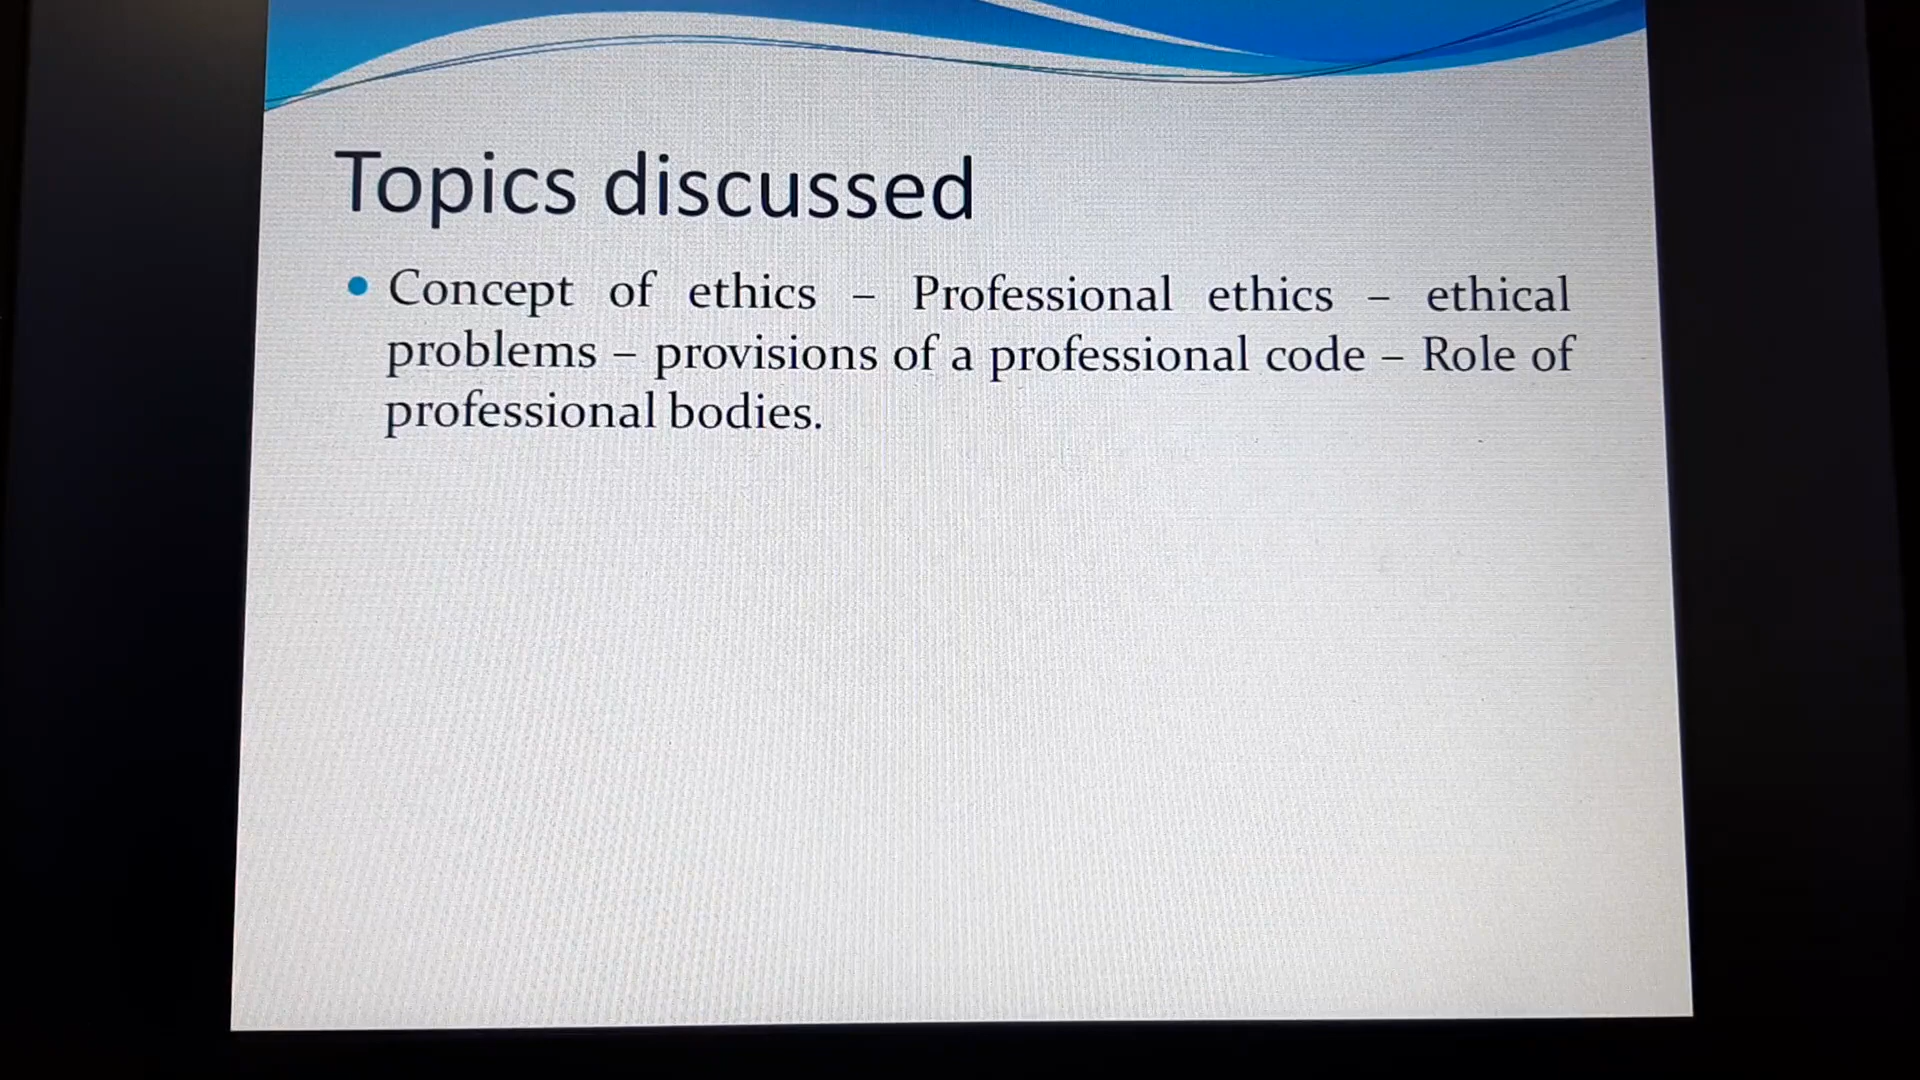 Topics discussed
• Concept of ethics – Professional ethics – ethical
problems – provisions of a professional code – Role of
professional bodies.